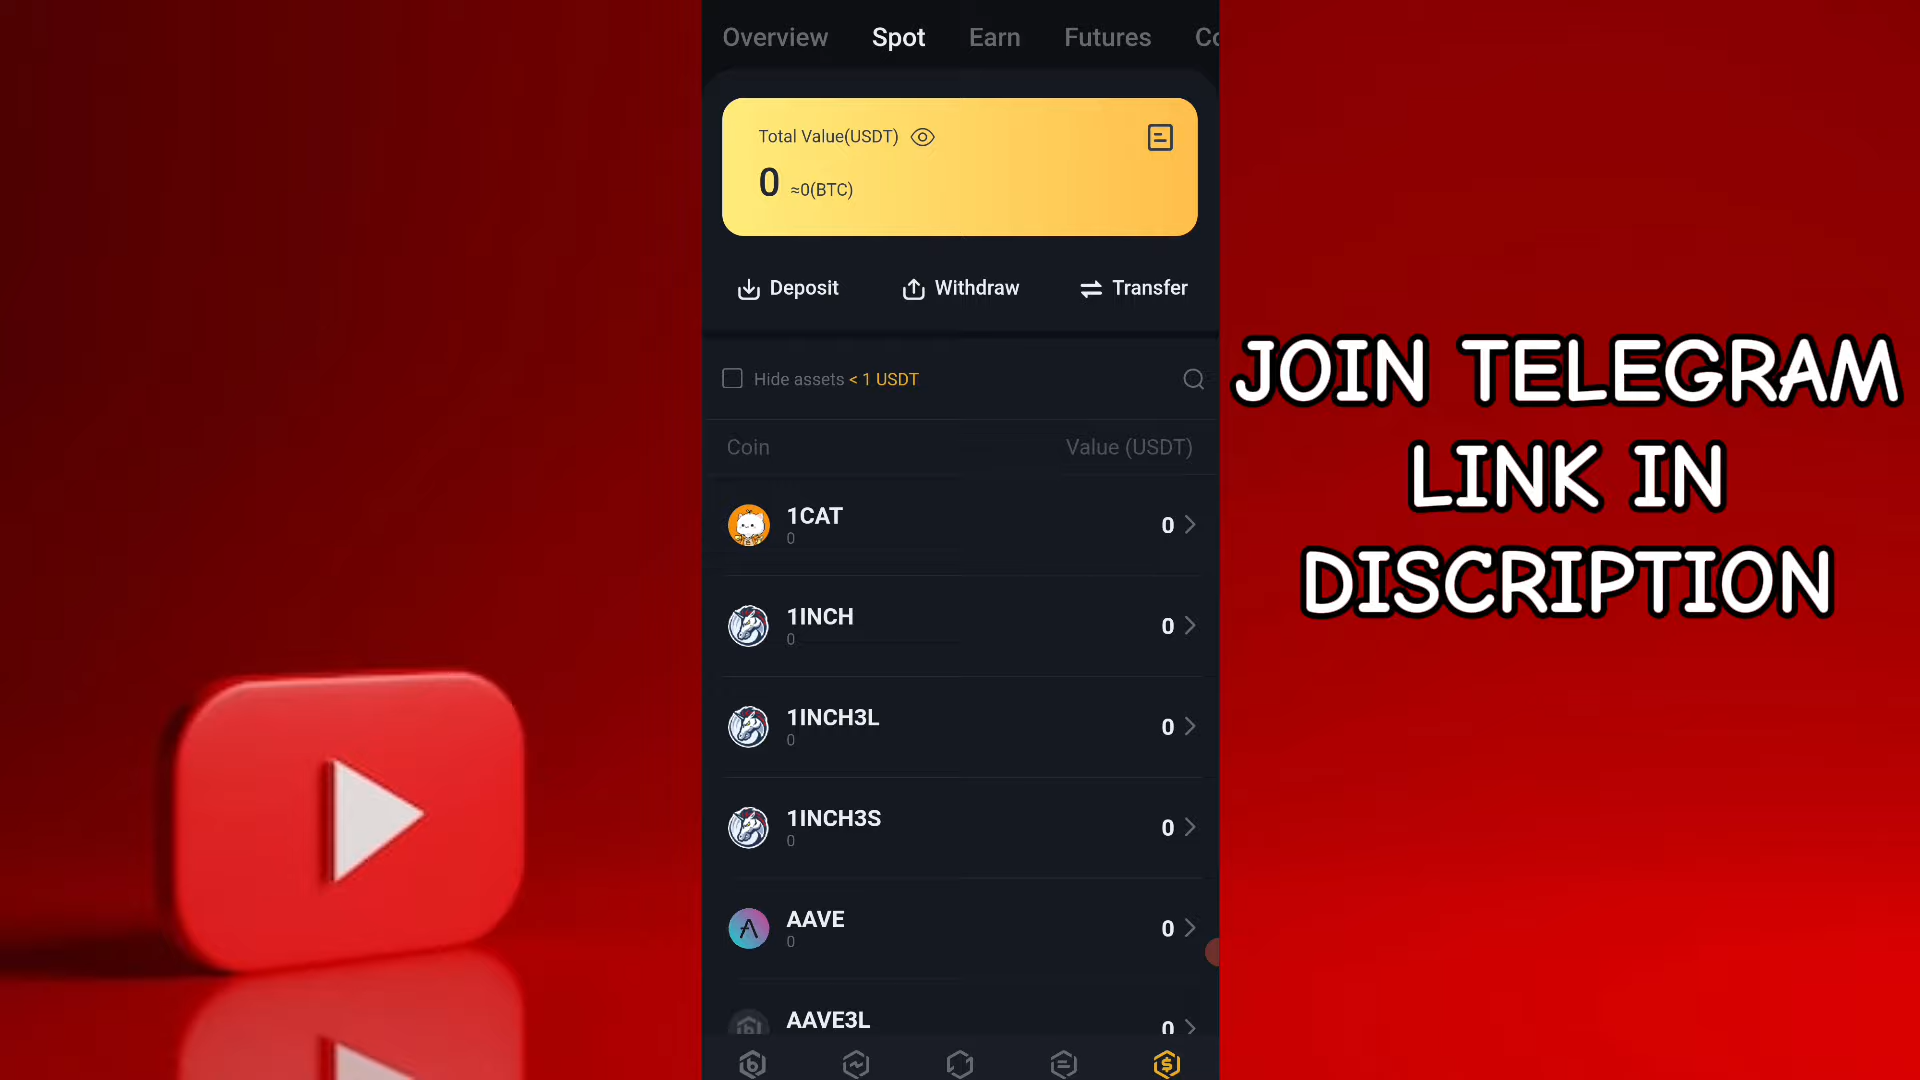 Overview Spot Earn Futures Co
Total Value(USDT)
0 ≈0(BTC)
Deposit Withdraw Transfer
Hide assets < 1 USDT
Coin Value (USDT)
1CAT
0
0
1INCH
0
0
1INCH3L
0
0
1INCH3S
0
0
AAVE
0
0
AAVE3L
0
JOIN TELEGRAM
LINK IN
DISCRIPTION